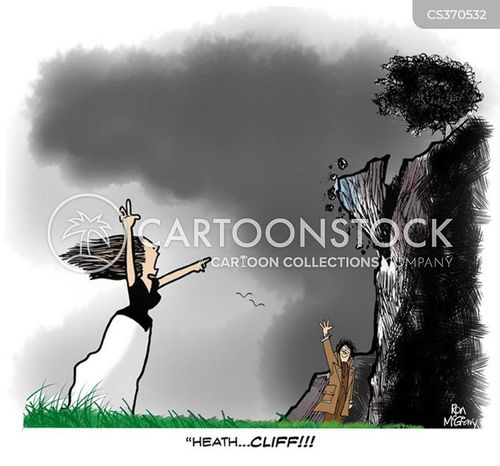 CS370532
CARTOONSTOCK
CARTOON COLLECTIONS COMPANY
Ron
McGeary
"HEATH...CLIFF!!!